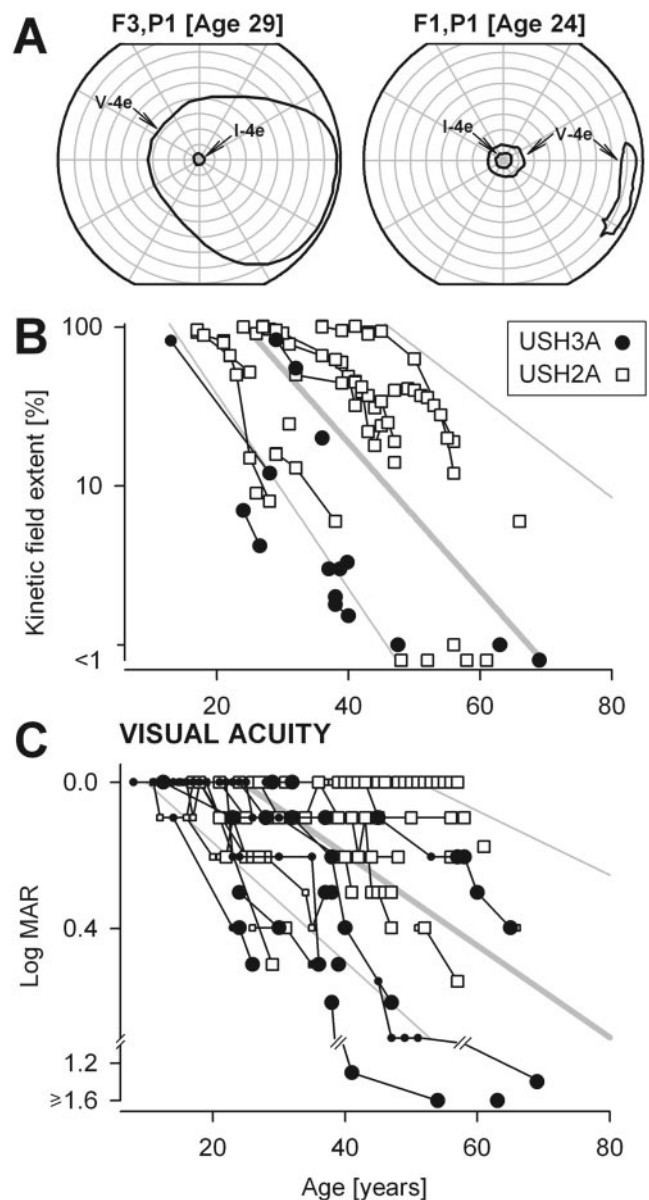 A
F3,P1 [Age 29]
F1,P1 [Age 24]
V-4e
I-4e
I-4e
V-4e
B
Kinetic field extent [%]
100
10
<1
USH3A
USH2A
20
40
60
80
C
VISUAL ACUITY
Log MAR
0.0
0.4
1.2
≥1.6
20
40
60
80
Age [years]